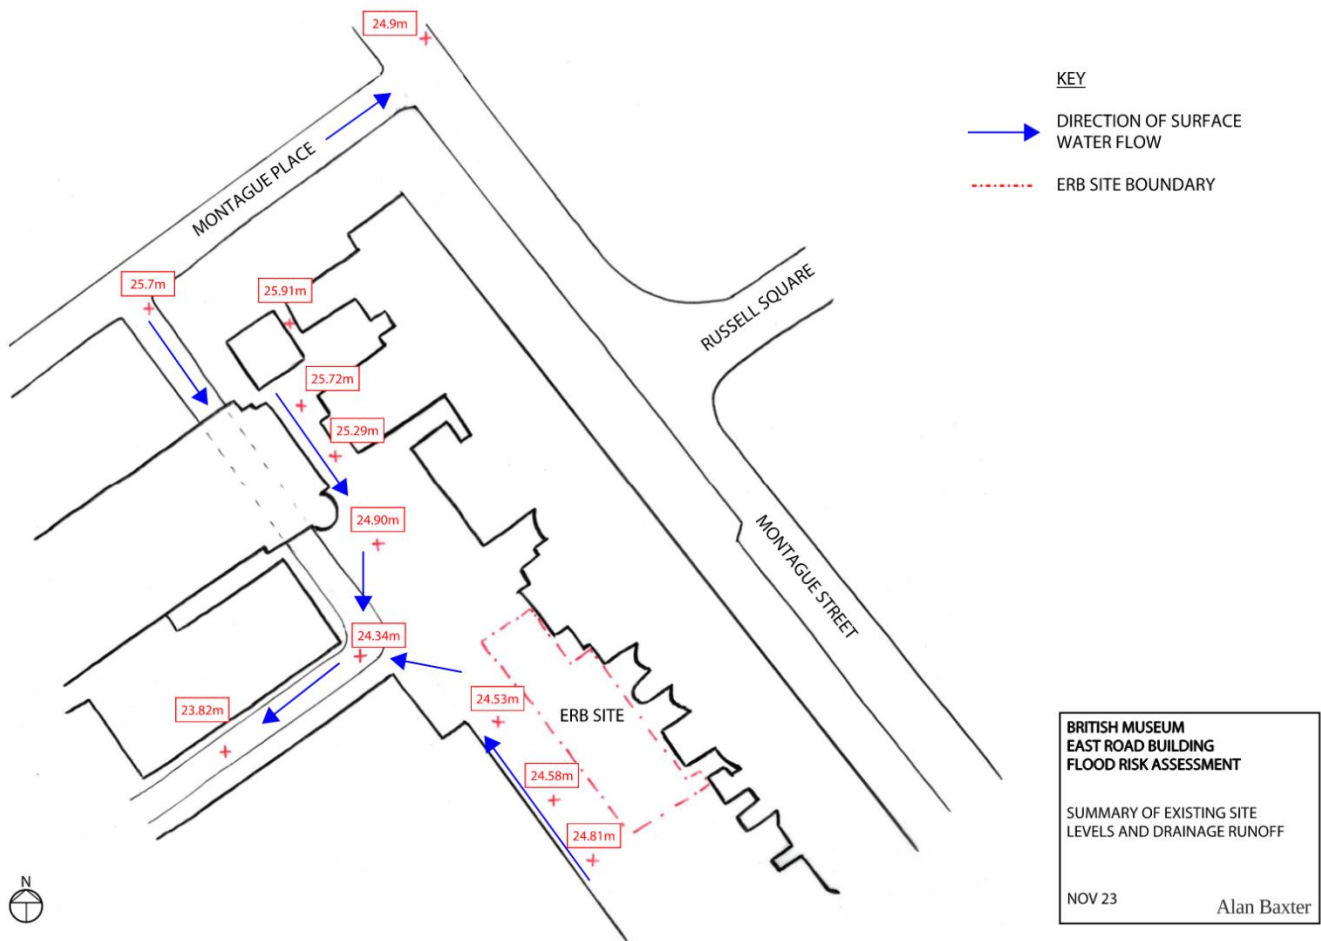 24.9m
KEY
DIRECTION OF SURFACE
WATER FLOW
ERB SITE BOUNDARY
MONTAGUE PLACE
25.7m
25.91m
RUSSELL SQUARE
25.72m
25.29m
24.90m
MONTAGUE STREET
24.34m
23.82m
24.53m
ERB SITE
24.58m
24.81m
BRITISH MUSEUM
EAST ROAD BUILDING
FLOOD RISK ASSESSMENT
SUMMARY OF EXISTING SITE
LEVELS AND DRAINAGE RUNOFF
NOV 23
Alan Baxter
N